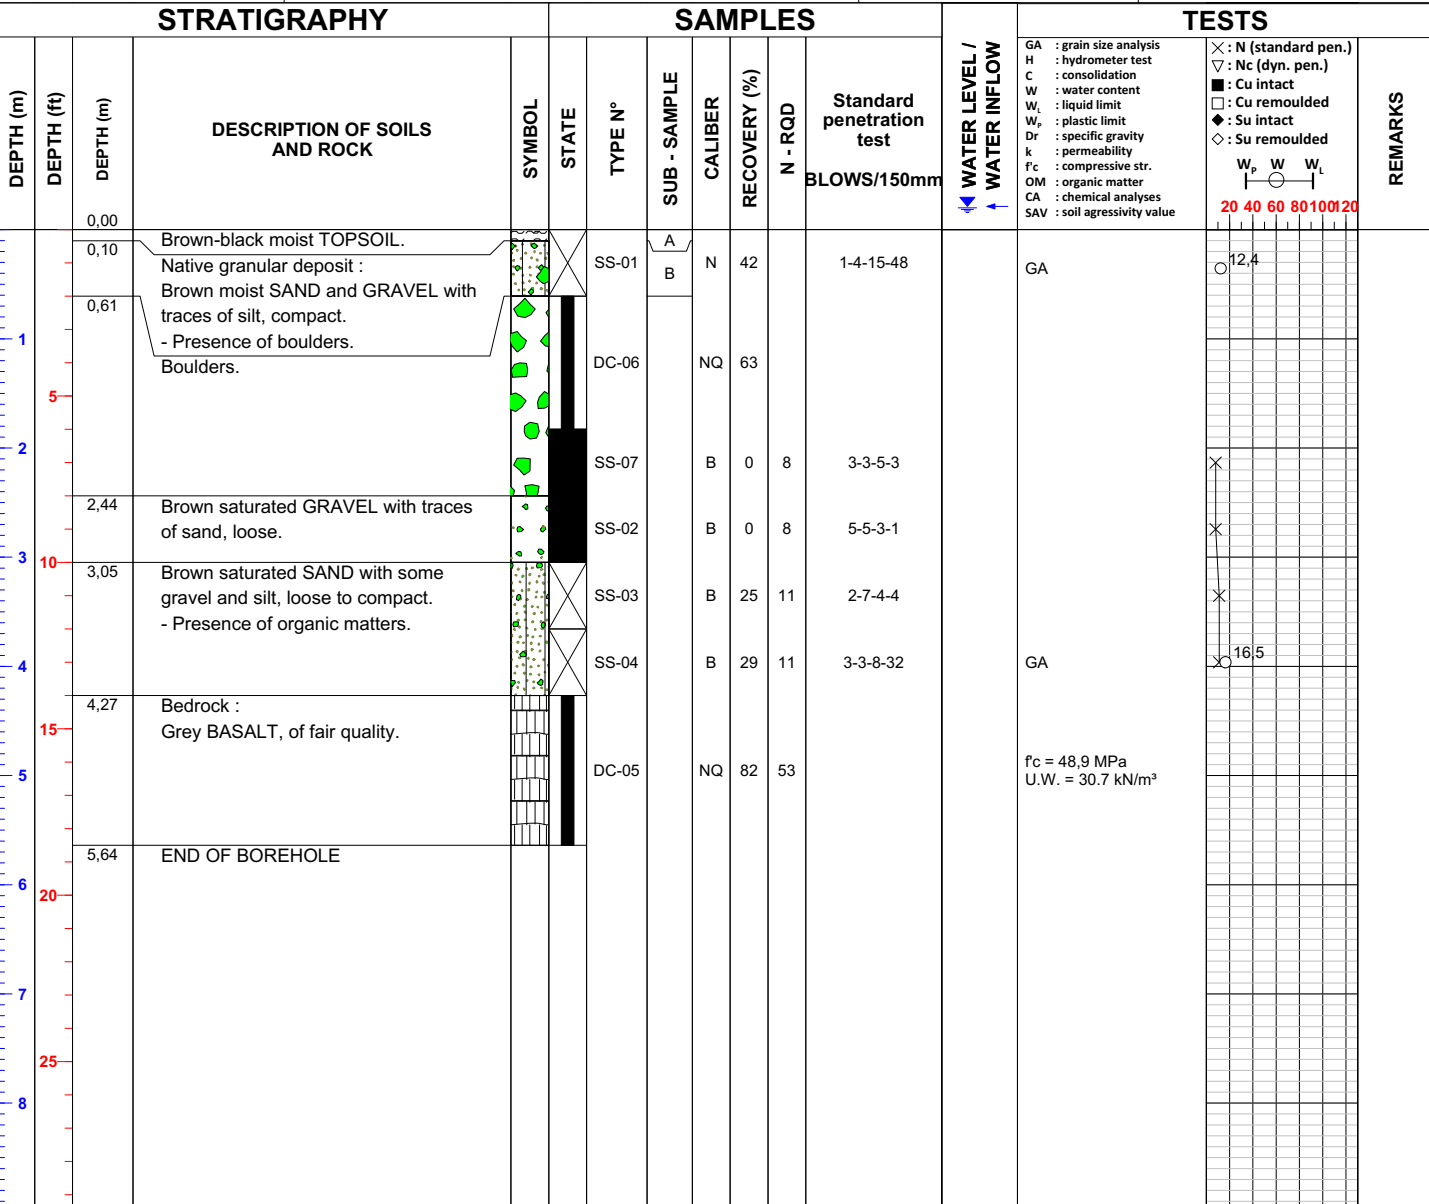 STRATIGRAPHY
SAMPLES
TESTS
DEPTH (m)
DEPTH (ft)
DEPTH (m)
DESCRIPTION OF SOILS
AND ROCK
SYMBOL
STATE
TYPE N°
SUB - SAMPLE
CALIBER
RECOVERY (%)
N - RQD
Standard
penetration
test
BLOWS/150mm
WATER LEVEL /
WATER INFLOW
GA : grain size analysis
H : hydrometer test
C : consolidation
W : water content
WL : liquid limit
WP : plastic limit
Dr : specific gravity
k : permeability
f'c : compressive str.
OM : organic matter
CA : chemical analyses
SAV : soil agressivity value
: N (standard pen.)
: Nc (dyn. pen.)
: Cu intact
: Cu remoulded
: Su intact
: Su remoulded
WP W WL
20 40 60 80 100 120
REMARKS
0,00
0,10
Brown-black moist TOPSOIL.
A
Native granular deposit :
SS-01
B
N
42
1-4-15-48
GA
12,4
Brown moist SAND and GRAVEL with
0,61
traces of silt, compact.
- Presence of boulders.
1
Boulders.
DC-06
NQ
63
5
2
SS-07
B
0
8
3-3-5-3
2,44
Brown saturated GRAVEL with traces
of sand, loose.
SS-02
B
0
8
5-5-3-1
3
10
3,05
Brown saturated SAND with some
gravel and silt, loose to compact.
SS-03
B
25
11
2-7-4-4
- Presence of organic matters.
4
SS-04
B
29
11
3-3-8-32
GA
16,5
4,27
Bedrock :
Grey BASALT, of fair quality.
15
5
DC-05
NQ
82
53
f'c = 48,9 MPa
U.W. = 30.7 kN/m³
5,64
END OF BOREHOLE
6
20
7
25
8